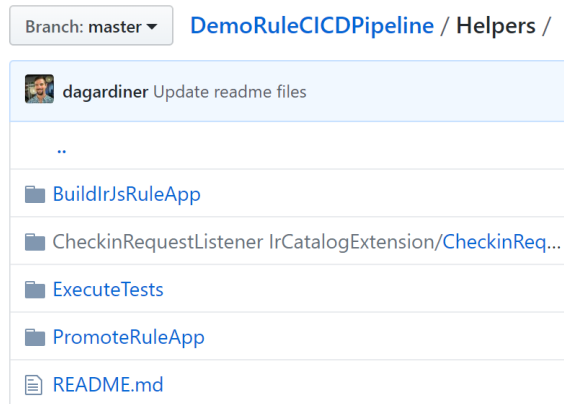 Branch: master DemoRuleCICDPipeline / Helpers /
dagardiner Update readme files
..
BuildIrJsRuleApp
CheckinRequestListener IrCatalogExtension/CheckinReq...
ExecuteTests
PromoteRuleApp
README.md